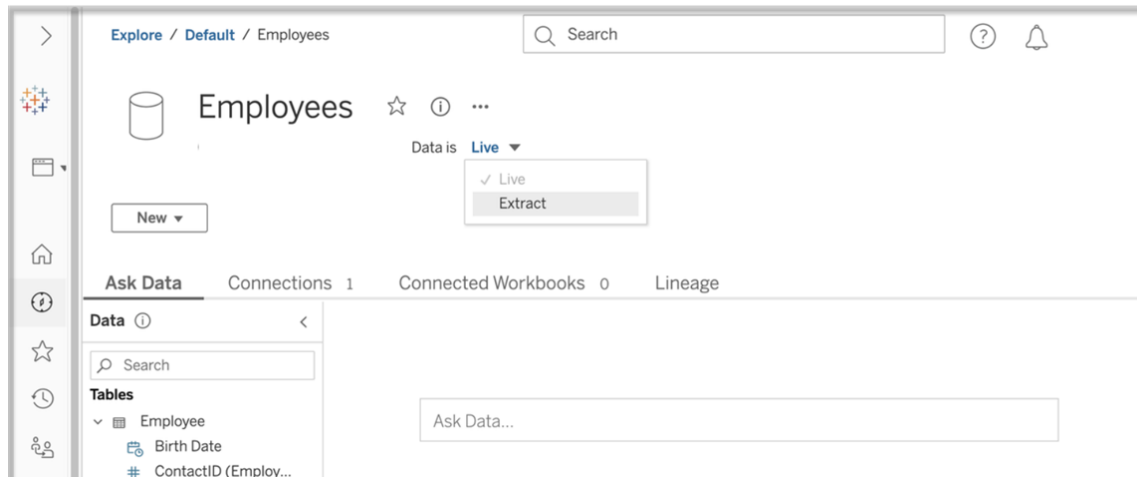 Explore / Default / Employees
Search
Employees
Data is Live
Live
Extract
New
Ask Data
Connections 1
Connected Workbooks 0
Lineage
Data
Search
Tables
Employee
Birth Date
ContactID (Employ...
Ask Data...